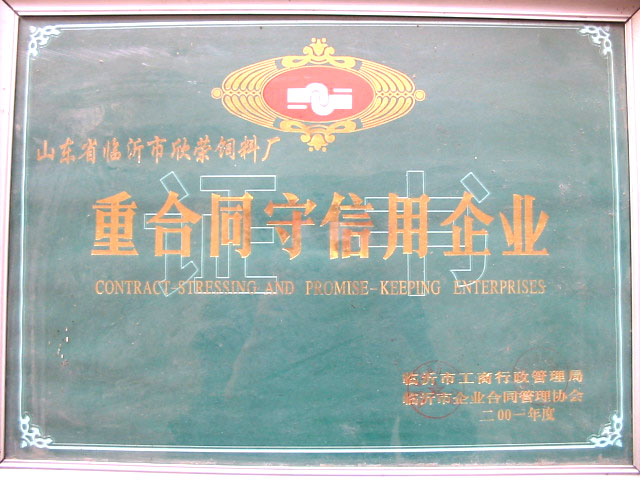 山东省临沂市欣荣饲料厂
证书
重合同守信用企业
CONTRACT-STRESSING AND PROMISE-KEEPING ENTERPRISES
临沂市工商行政管理局
临沂市企业合同管理协会
二00一年度